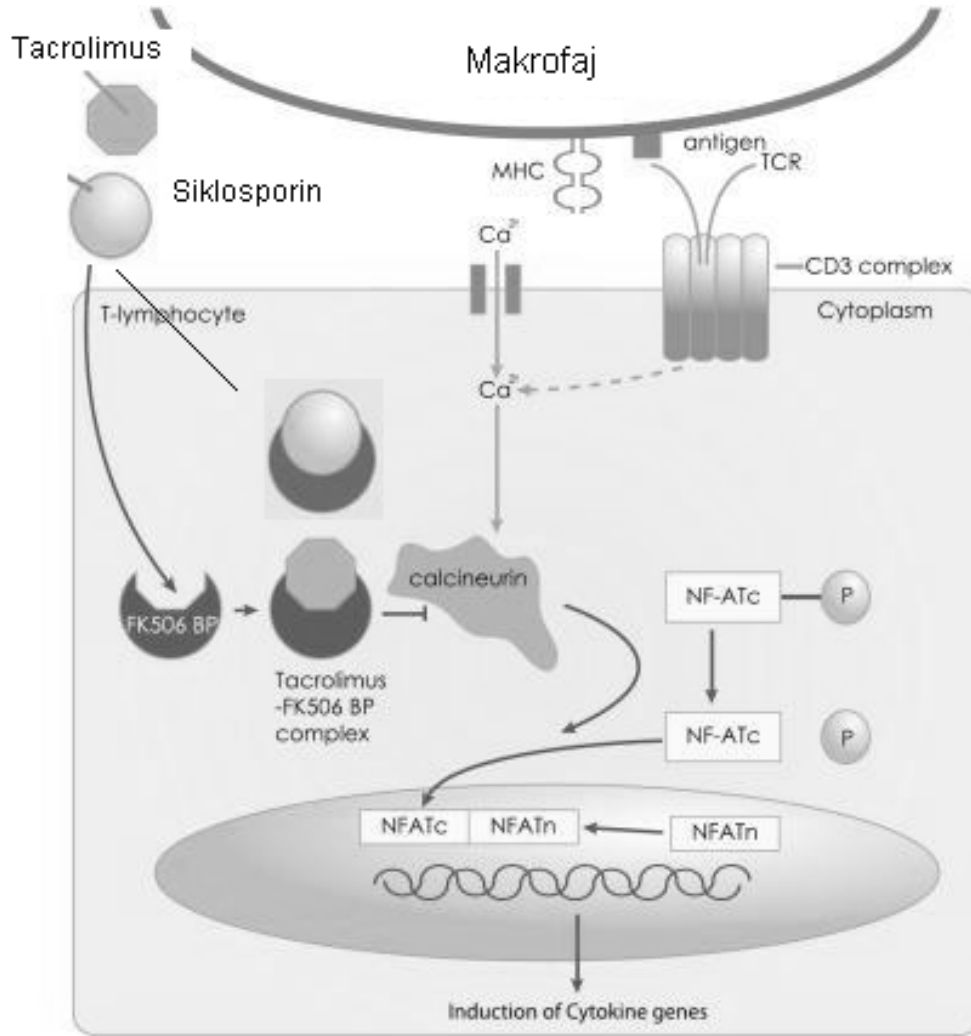 Tacrolimus
Makrofaj
antigen
MHC
TCR
Siklosporin
Ca²⁺
CD3 complex
T-lymphocyte
Cytoplasm
Ca²⁺
calcineurin
NF-ATc
P
FK506 BP
Tacrolimus
-FK506 BP
complex
NF-ATc
P
NFATc
NFATn
NFATn
Induction of Cytokine genes